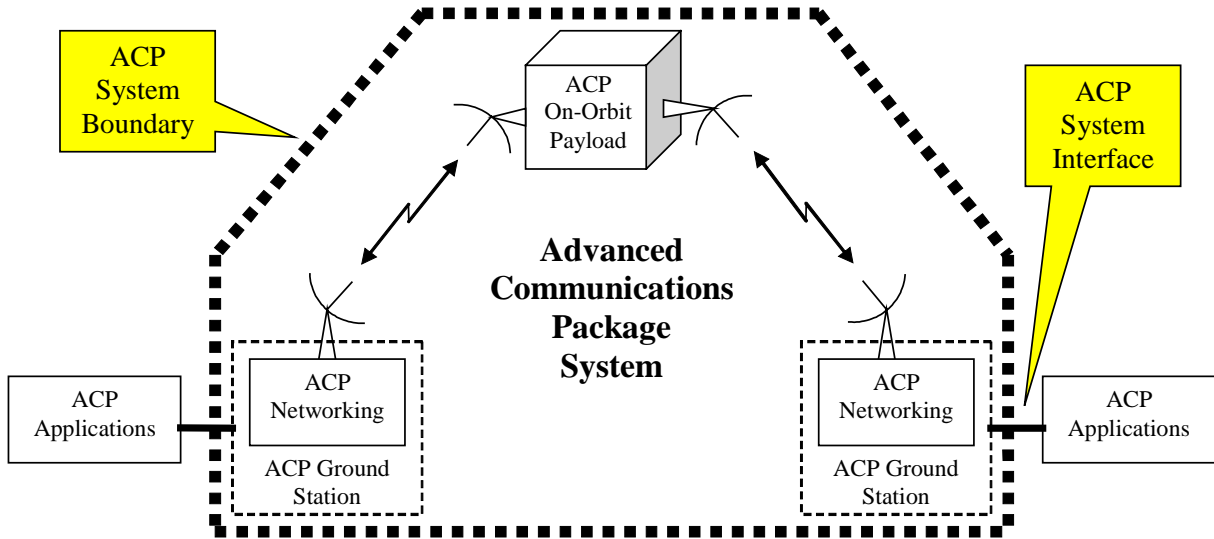 ACP
System
Boundary
ACP
On-Orbit
Payload
ACP
System
Interface
Advanced
Communications
Package
System
ACP
Applications
ACP
Networking
ACP Ground
Station
ACP
Networking
ACP Ground
Station
ACP
Applications